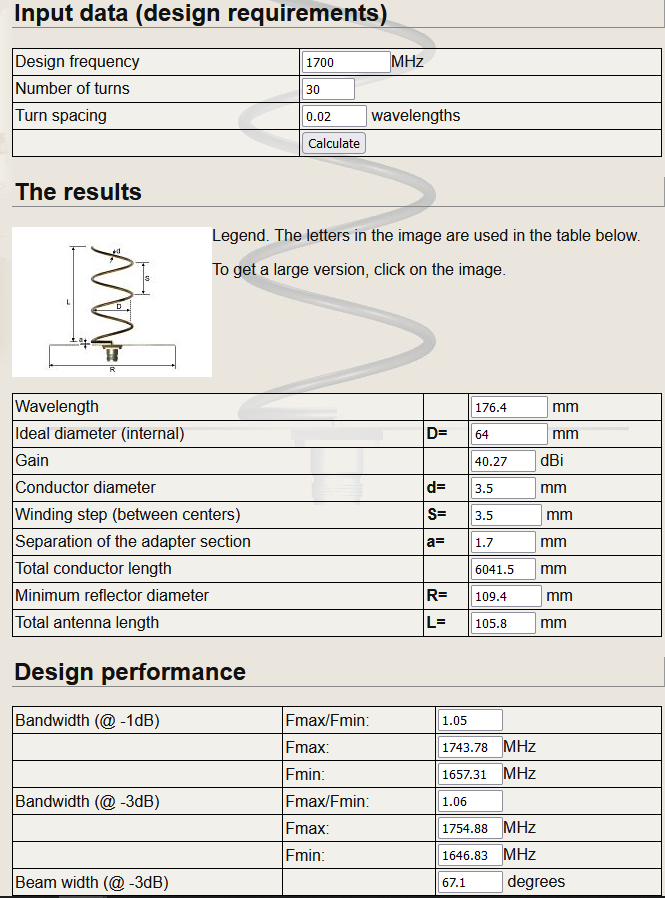 Input data (design requirements)
Design frequency 1700 MHz
Number of turns 30
Turn spacing 0.02 wavelengths
Calculate
The results
Legend. The letters in the image are used in the table below.
To get a large version, click on the image.
d
S
L
D
a
R
Wavelength 176.4 mm
Ideal diameter (internal) D= 64 mm
Gain 40.27 dBi
Conductor diameter d= 3.5 mm
Winding step (between centers) S= 3.5 mm
Separation of the adapter section a= 1.7 mm
Total conductor length 6041.5 mm
Minimum reflector diameter R= 109.4 mm
Total antenna length L= 105.8 mm
Design performance
Bandwidth (@ -1dB) Fmax/Fmin: 1.05
Fmax: 1743.78 MHz
Fmin: 1657.31 MHz
Bandwidth (@ -3dB) Fmax/Fmin: 1.06
Fmax: 1754.88 MHz
Fmin: 1646.83 MHz
Beam width (@ -3dB) 67.1 degrees